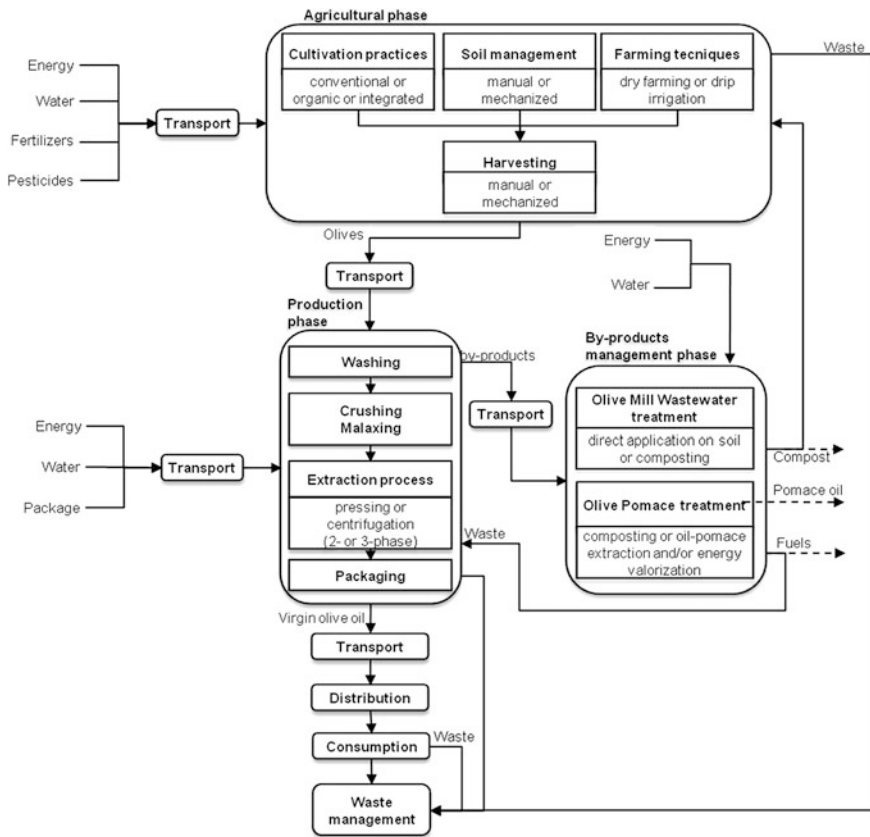 Agricultural phase
Cultivation practices
conventional or
organic or integrated
Soil management
manual or
mechanized
Farming tecniques
dry farming or drip
irrigation
Waste
Energy
Water
Fertilizers
Pesticides
Transport
Harvesting
manual or
mechanized
Olives
Transport
Energy
Water
Production
phase
Washing
by-products
Crushing
Malaxing
Transport
By-products
management phase
Olive Mill Wastewater
treatment
direct application on soil
or composting
Compost
Energy
Water
Package
Transport
Extraction process
pressing or
centrifugation
(2- or 3-phase)
Packaging
Olive Pomace treatment
composting or oil-pomace
extraction and/or energy
valorization
Pomace oil
Fuels
Waste
Virgin olive oil
Transport
Distribution
Consumption
Waste
Waste
management